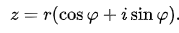 z = r(cos φ + i sin φ).